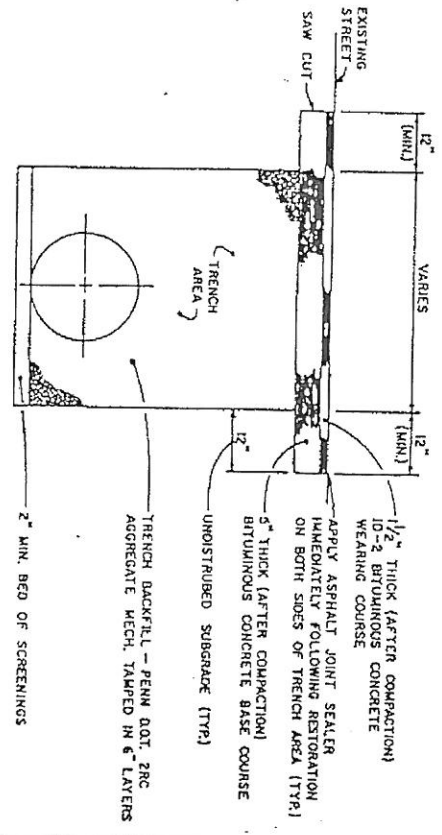 EXISTING
STREET
SAW CUT
12"
(MIN.)
VARIES
12"
(MIN.)
TRENCH
AREA
12"
1 1/2" THICK (AFTER COMPACTION)
ID-2 BITUMINOUS CONCRETE
WEARING COURSE
APPLY ASPHALT JOINT SEALER
IMMEDIATELY FOLLOWING RESTORATION
ON BOTH SIDES OF TRENCH AREA (TYP.)
5" THICK (AFTER COMPACTION)
BITUMINOUS CONCRETE BASE COURSE
UNDISTRUBED SUBGRADE (TYP.)
TRENCH BACKFILL - PENN D.O.T. 2RC
AGGREGATE MECH. TAMPED IN 6" LAYERS
2" MIN. BED OF SCREENINGS